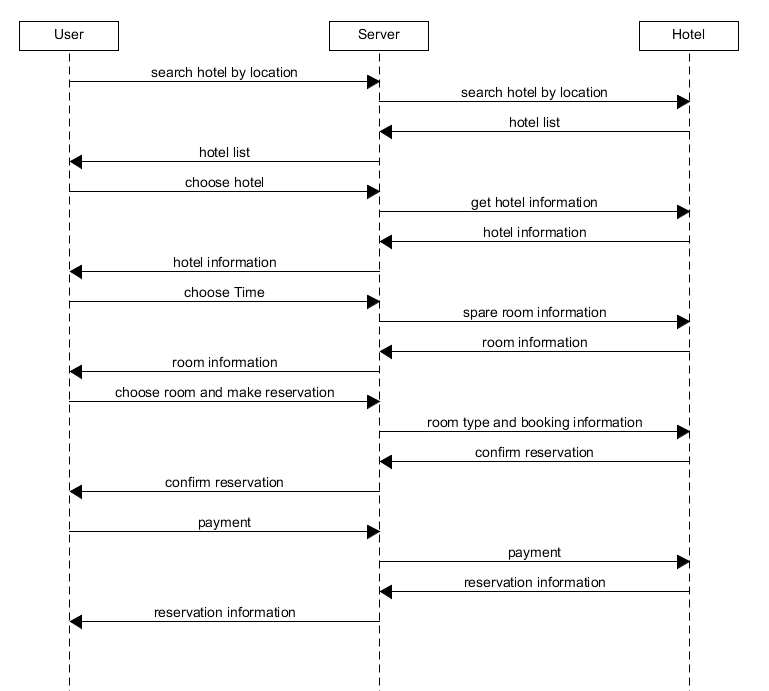 User
Server
Hotel
search hotel by location
search hotel by location
hotel list
hotel list
choose hotel
get hotel information
hotel information
hotel information
choose Time
spare room information
room information
room information
choose room and make reservation
room type and booking information
confirm reservation
confirm reservation
payment
payment
reservation information
reservation information